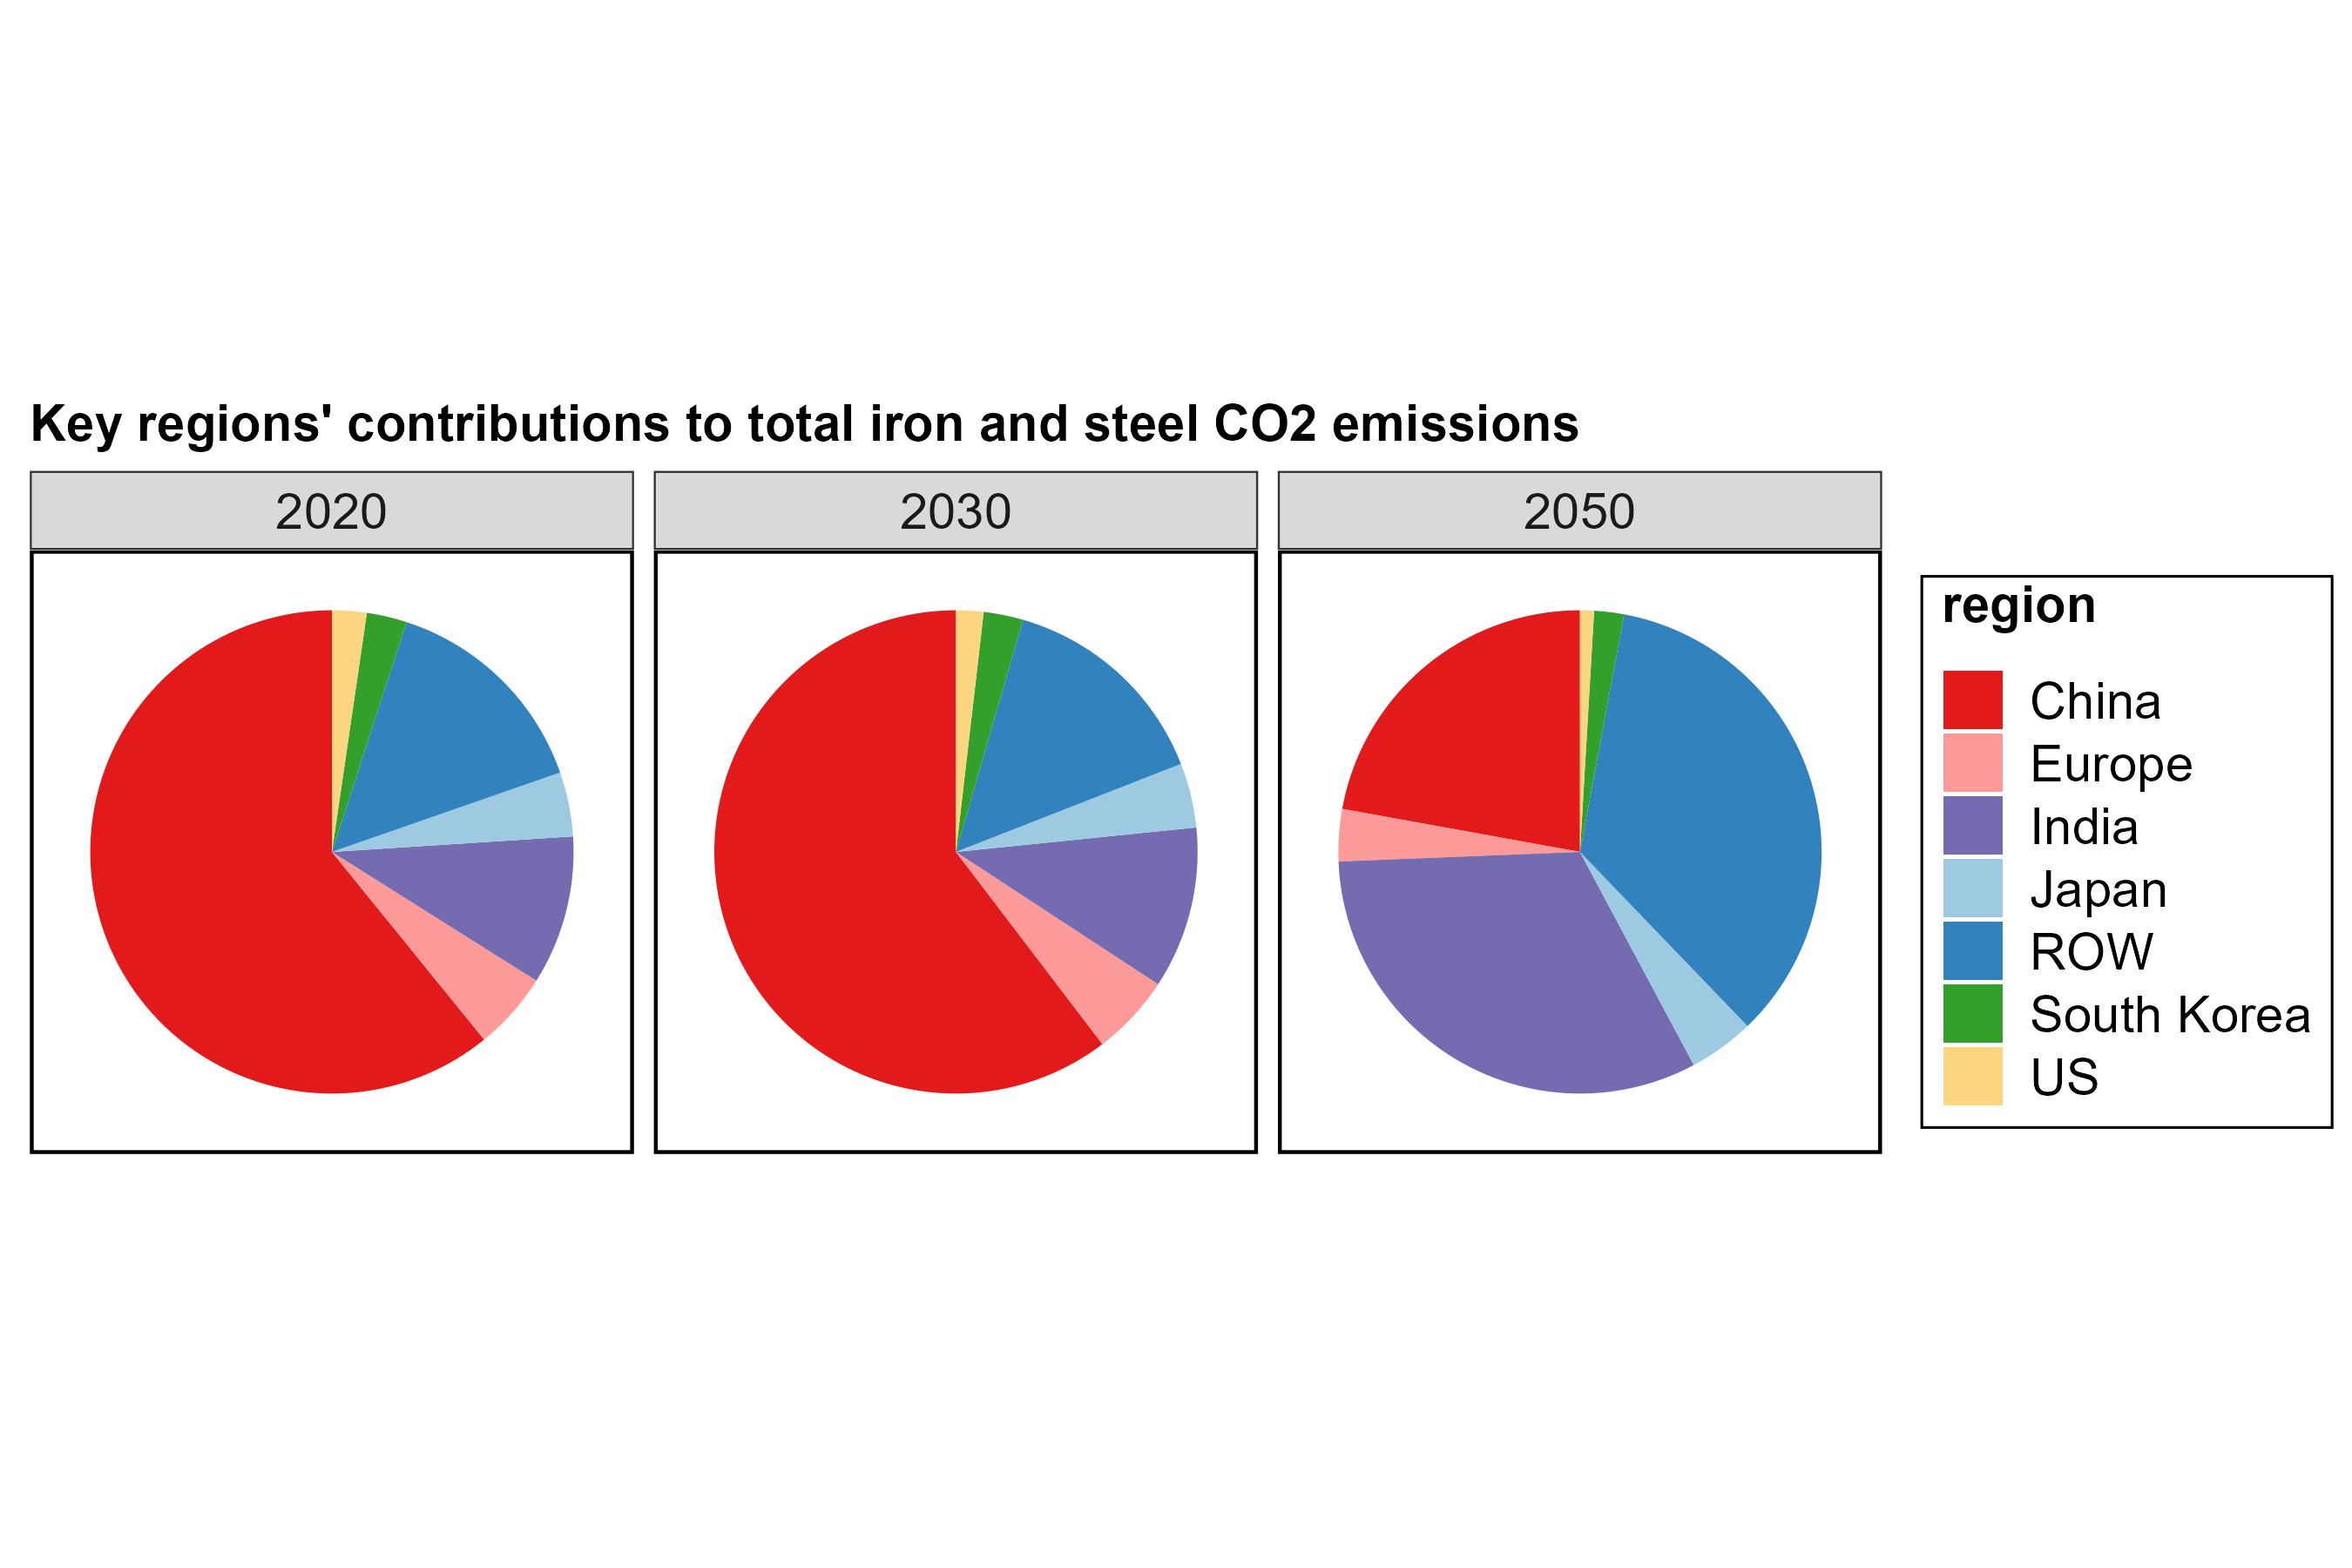 Key regions' contributions to total iron and steel CO2 emissions
2020
2030
2050
region
China
Europe
India
Japan
ROW
South Korea
US